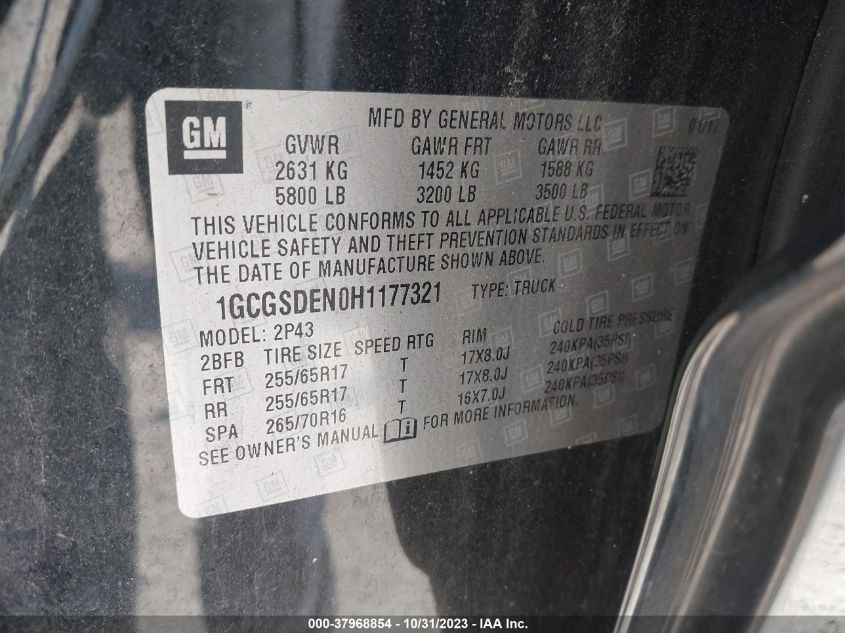 GM ® MFD BY GENERAL MOTORS LLC 01/17
GVWR GAWR FRT GAWR RR
2631 KG 1452 KG 1588 KG
5800 LB 3200 LB 3500 LB
THIS VEHICLE CONFORMS TO ALL APPLICABLE U.S. FEDERAL MOTOR
VEHICLE SAFETY AND THEFT PREVENTION STANDARDS IN EFFECT ON
THE DATE OF MANUFACTURE SHOWN ABOVE.
1GCGSDEN0H1177321 TYPE: TRUCK
MODEL: 2P43
2BFB TIRE SIZE SPEED RTG RIM COLD TIRE PRESSURE
FRT 255/65R17 T 17X8.0J 240KPA(35PSI)
RR 255/65R17 T 17X8.0J 240KPA(35PSI)
SPA 265/70R16 T 16X7.0J 240KPA(35PSI)
SEE OWNER'S MANUAL FOR MORE INFORMATION.
000-37968854 - 10/31/2023 - IAA Inc.